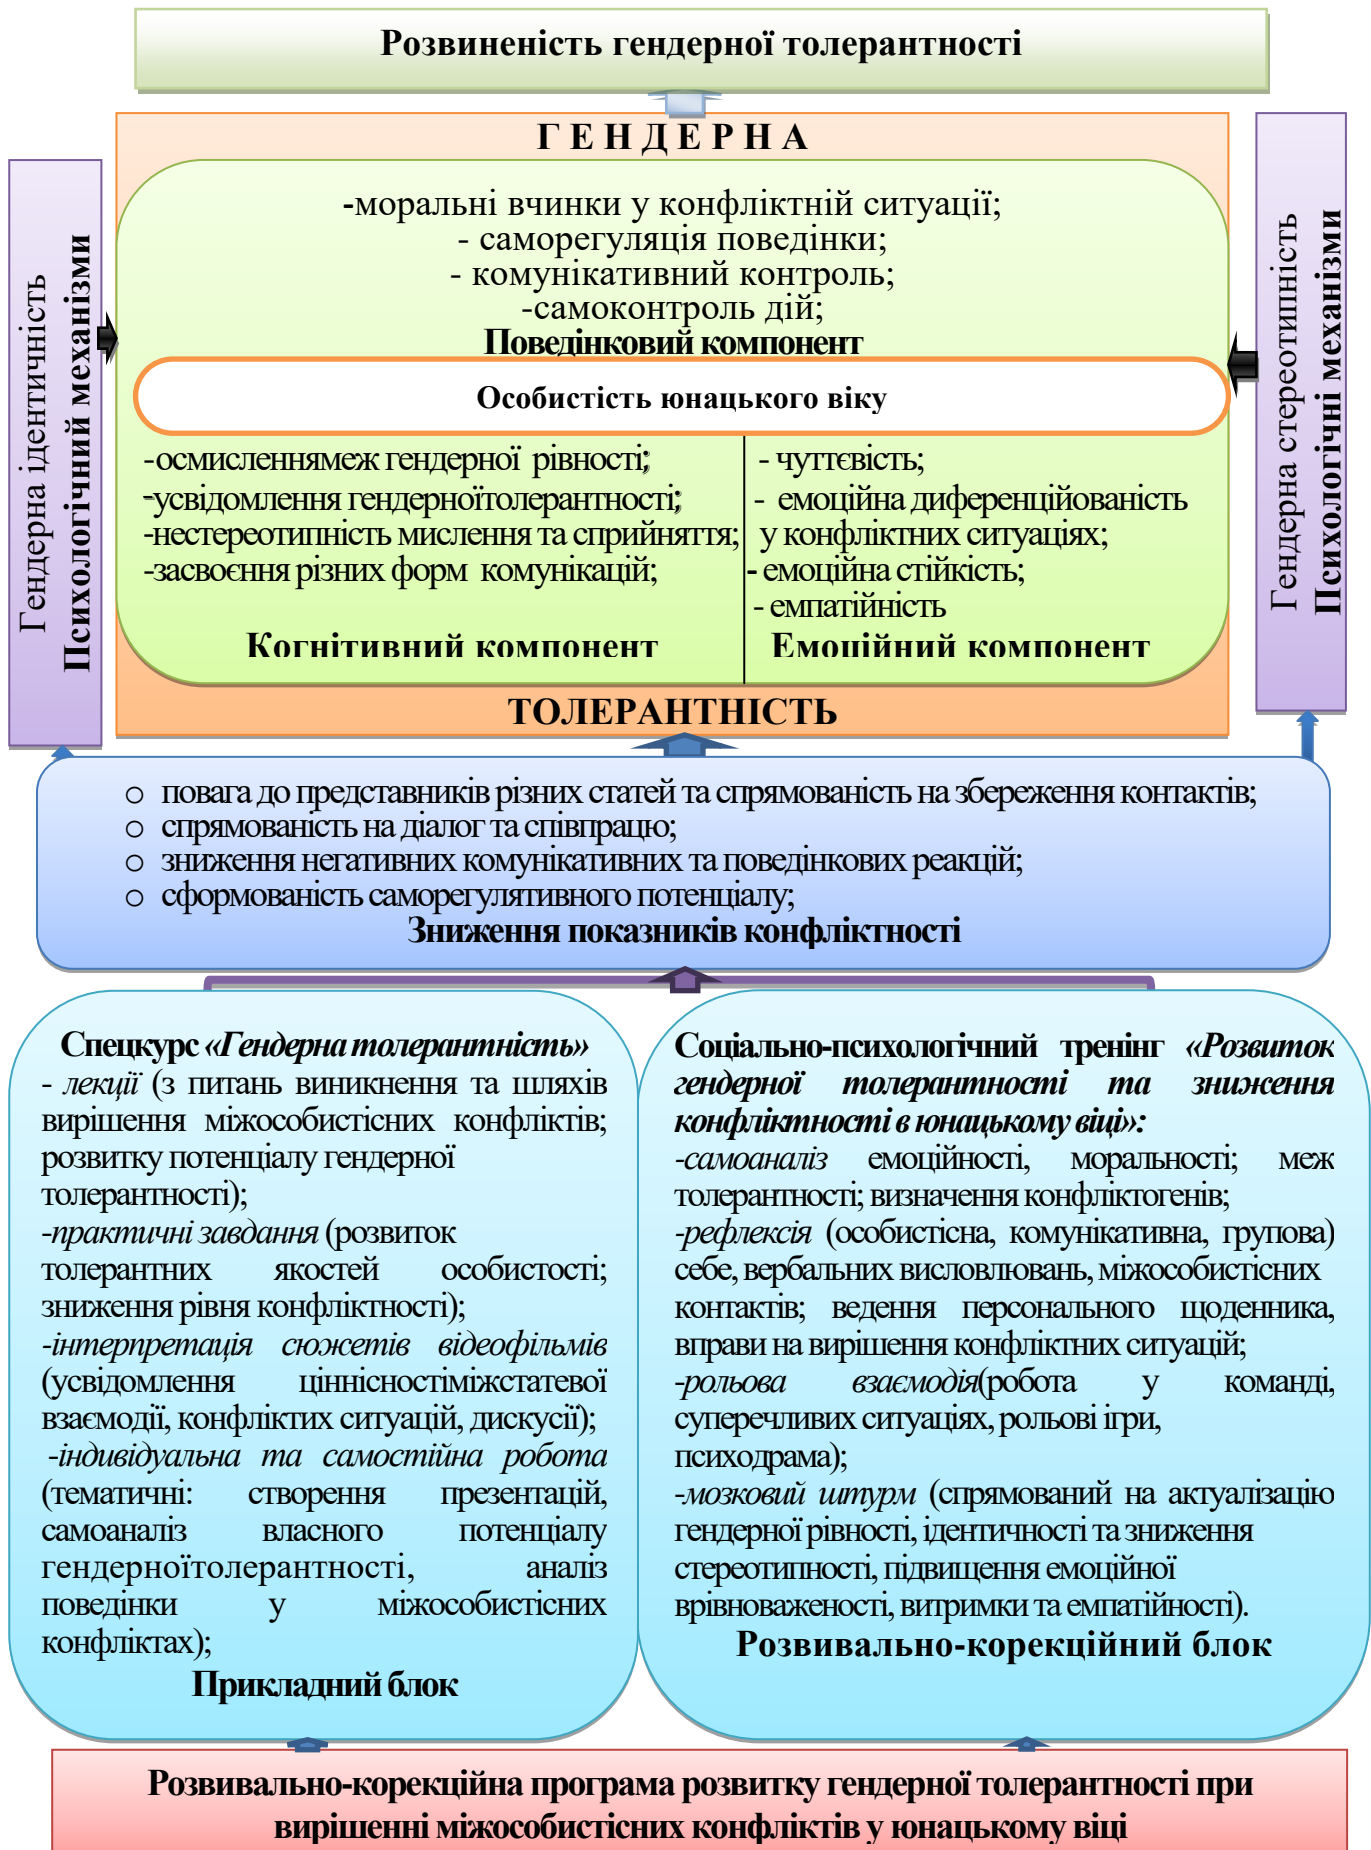 Розвиненість гендерної толерантності
Г Е Н Д Е Р Н А
Гендерна ідентичність
Психологічний механізми
-моральні вчинки у конфліктній ситуації;
- саморегуляція поведінки;
- комунікативний контроль;
-самоконтроль дій;
Поведінковий компонент
Особистість юнацького віку
-осмисленнямеж гендерної рівності;
-усвідомлення гендерноїтолерантності;
-нестереотипність мислення та сприйняття;
-засвоєння різних форм комунікацій;
Когнітивний компонент
- чуттєвість;
- емоційна диференційованість
у конфліктних ситуаціях;
- емоційна стійкість;
- емпатійність
Емоційний компонент
Гендерна стереотипність
Психологічні механізми
ТОЛЕРАНТНІСТЬ
○ повага до представників різних статей та спрямованість на збереження контактів;
○ спрямованість на діалог та співпрацю;
○ зниження негативних комунікативних та поведінкових реакцій;
○ сформованість саморегулятивного потенціалу;
Зниження показників конфліктності
Спецкурс «Гендерна толерантність»
- лекції (з питань виникнення та шляхів
вирішення міжособистісних конфліктів;
розвитку потенціалу гендерної
толерантності);
-практичні завдання (розвиток
толерантних якостей особистості;
зниження рівня конфліктності);
-інтерпретація сюжетів відеофільмів
(усвідомлення ціннісностіміжстатевої
взаємодії, конфліктих ситуацій, дискусії);
-індивідуальна та самостійна робота
(тематичні: створення презентацій,
самоаналіз власного потенціалу
гендерноїтолерантності, аналіз
поведінки у міжособистісних
конфліктах);
Прикладний блок
Соціально-психологічний тренінг «Розвиток
гендерної толерантності та зниження
конфліктності в юнацькому віці»:
-самоаналіз емоційності, моральності; меж
толерантності; визначення конфліктогенів;
-рефлексія (особистісна, комунікативна, групова)
себе, вербальних висловлювань, міжособистісних
контактів; ведення персонального щоденника,
вправи на вирішення конфліктних ситуацій;
-рольова взаємодія(робота у команді,
суперечливих ситуаціях, рольові ігри,
психодрама);
-мозковий штурм (спрямований на актуалізацію
гендерної рівності, ідентичності та зниження
стереотипності, підвищення емоційної
врівноваженості, витримки та емпатійності).
Розвивально-корекційний блок
Розвивально-корекційна програма розвитку гендерної толерантності при
вирішенні міжособистісних конфліктів у юнацькому віці